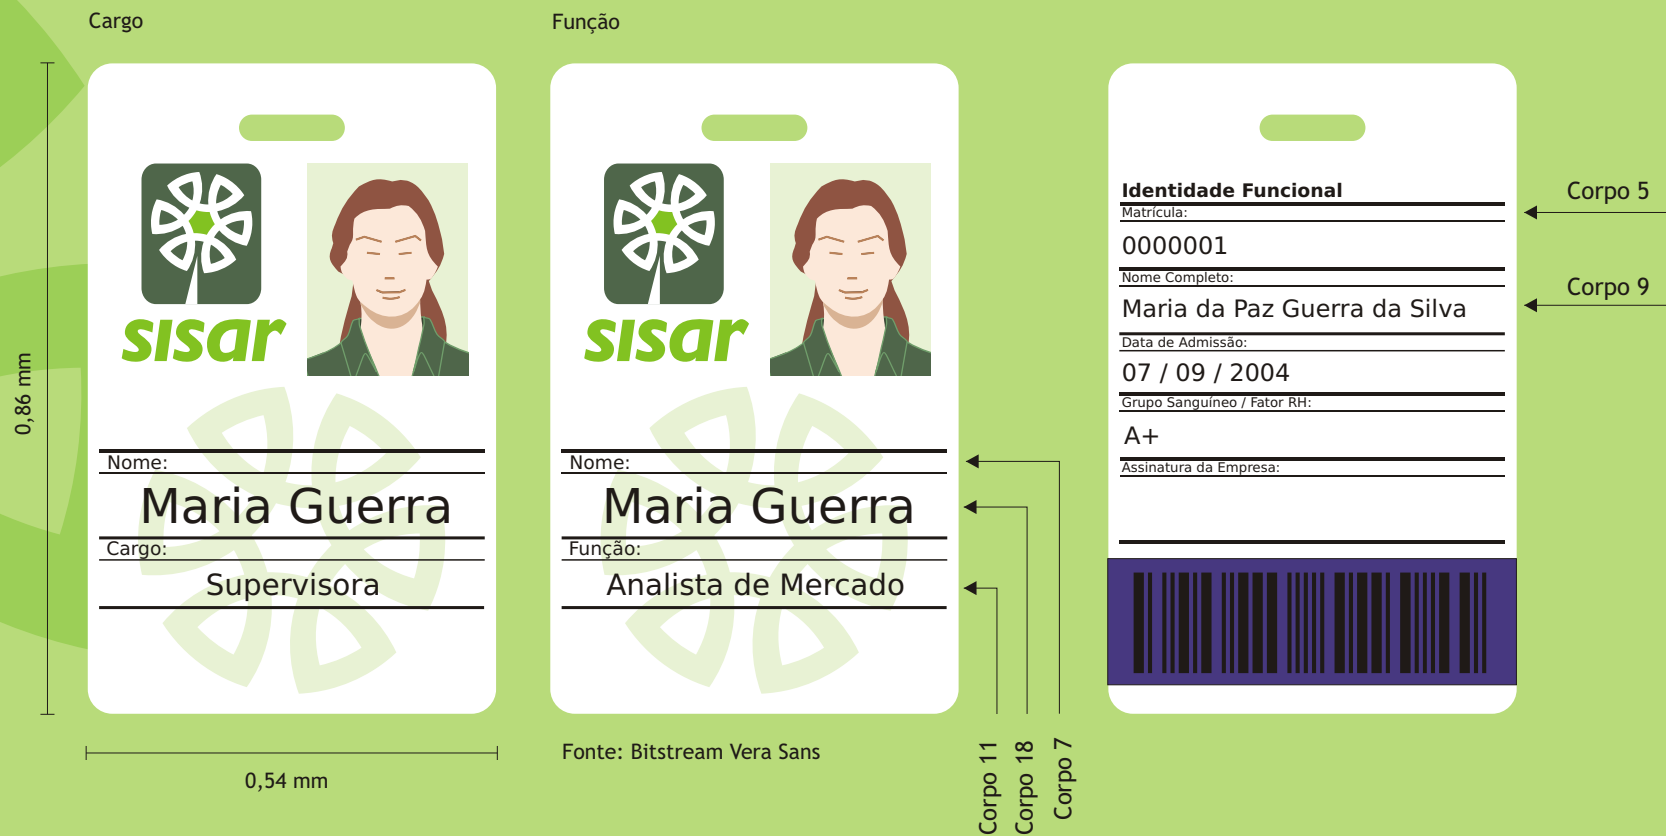 Cargo
Função
sisar
Nome:
Maria Guerra
Cargo:
Supervisora
0,86 mm
0,54 mm
sisar
Nome:
Maria Guerra
Função:
Analista de Mercado
Fonte: Bitstream Vera Sans
Corpo 11
Corpo 18
Corpo 7
Identidade Funcional
Matrícula:
0000001
Nome Completo:
Maria da Paz Guerra da Silva
Data de Admissão:
07 / 09 / 2004
Grupo Sanguíneo / Fator RH:
A+
Assinatura da Empresa:
Corpo 5
Corpo 9